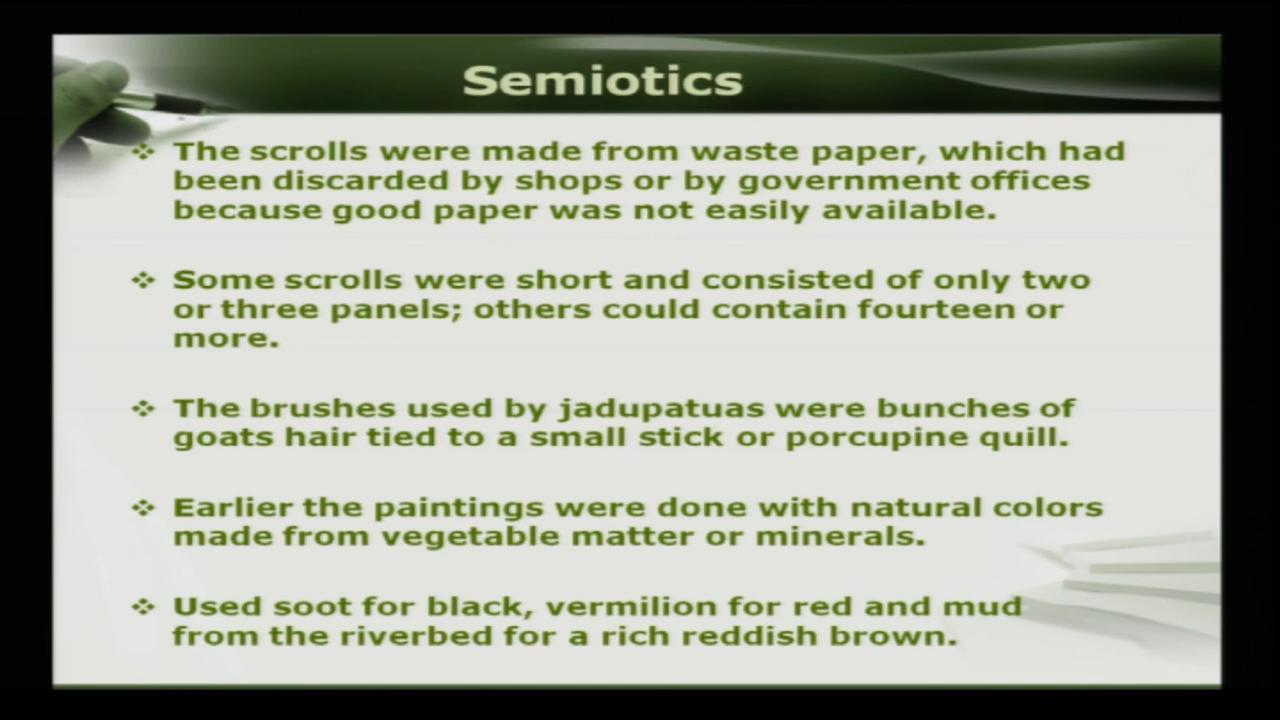 Semiotics
❖ The scrolls were made from waste paper, which had
been discarded by shops or by government offices
because good paper was not easily available.
❖ Some scrolls were short and consisted of only two
or three panels; others could contain fourteen or
more.
❖ The brushes used by jadupatuas were bunches of
goats hair tied to a small stick or porcupine quill.
❖ Earlier the paintings were done with natural colors
made from vegetable matter or minerals.
❖ Used soot for black, vermilion for red and mud
from the riverbed for a rich reddish brown.